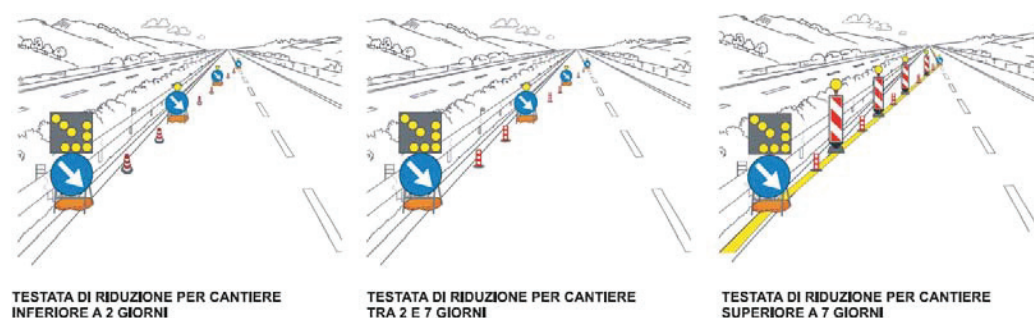 TESTATA DI RIDUZIONE PER CANTIERE
INFERIORE A 2 GIORNI
TESTATA DI RIDUZIONE PER CANTIERE
TRA 2 E 7 GIORNI
TESTATA DI RIDUZIONE PER CANTIERE
SUPERIORE A 7 GIORNI